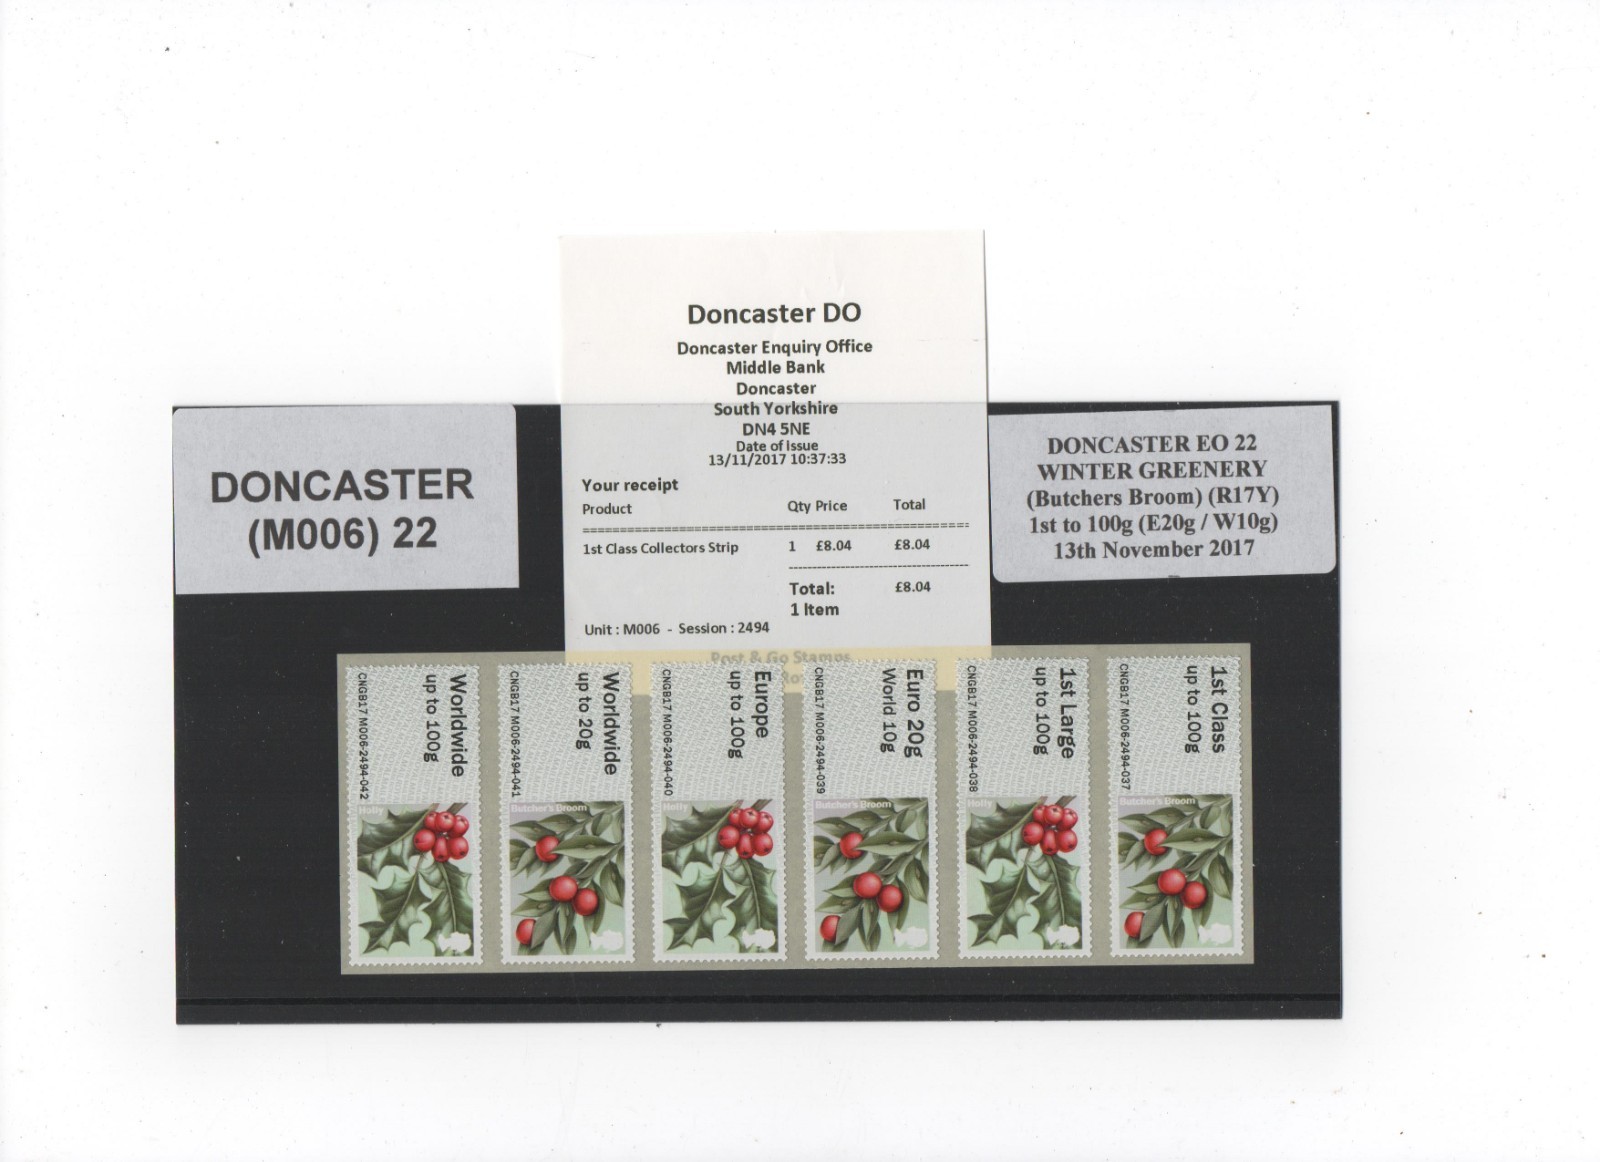 Doncaster DO
Doncaster Enquiry Office
Middle Bank
Doncaster
South Yorkshire
DN4 5NE
Date of Issue
13/11/2017 10:37:33
Your receipt
Product Qty Price Total
1st Class Collectors Strip 1 £8.04 £8.04
Total: £8.04
1 Item
Unit : M006 - Session : 2494
Post & Go Stamps
DONCASTER
(M006) 22
DONCASTER EO 22
WINTER GREENERY
(Butchers Broom) (R17Y)
1st to 100g (E20g / W10g)
13th November 2017
Worldwide
up to 100g
CNGB17 M006-2494-042
Holly
Worldwide
up to 20g
CNGB17 M006-2494-041
Butcher's Broom
Europe
up to 100g
CNGB17 M006-2494-040
Holly
Euro 20g
World 10g
CNGB17 M006-2494-039
Butcher's Broom
1st Large
up to 100g
CNGB17 M006-2494-038
Holly
1st Class
up to 100g
CNGB17 M006-2494-037
Butcher's Broom